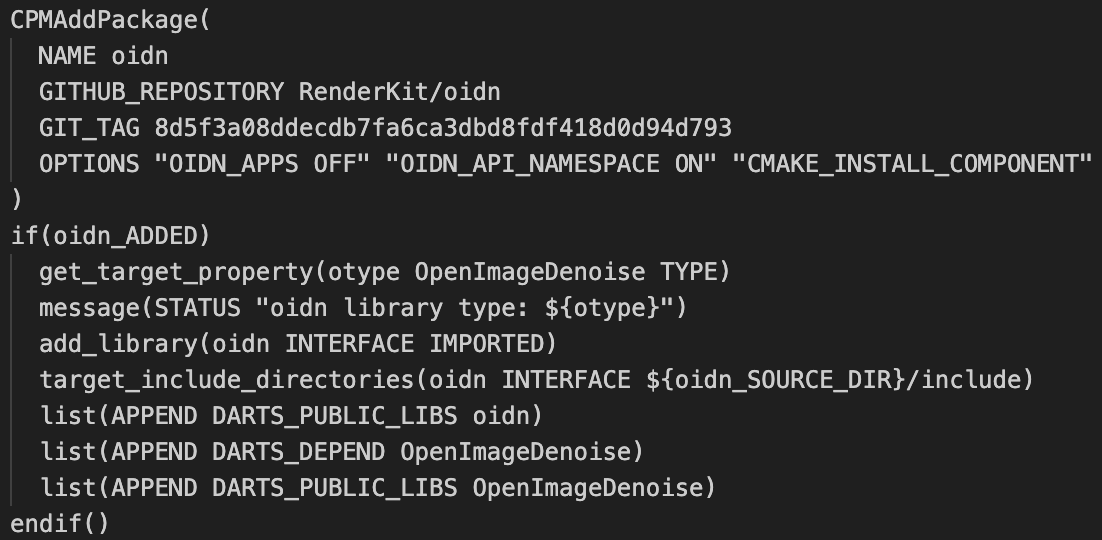 CPMAddPackage(
  NAME oidn
  GITHUB_REPOSITORY RenderKit/oidn
  GIT_TAG 8d5f3a08ddecdb7fa6ca3dbd8fdf418d0d94d793
  OPTIONS "OIDN_APPS OFF" "OIDN_API_NAMESPACE ON" "CMAKE_INSTALL_COMPONENT"
)
if(oidn_ADDED)
  get_target_property(otype OpenImageDenoise TYPE)
  message(STATUS "oidn library type: ${otype}")
  add_library(oidn INTERFACE IMPORTED)
  target_include_directories(oidn INTERFACE ${oidn_SOURCE_DIR}/include)
  list(APPEND DARTS_PUBLIC_LIBS oidn)
  list(APPEND DARTS_DEPEND OpenImageDenoise)
  list(APPEND DARTS_PUBLIC_LIBS OpenImageDenoise)
endif()